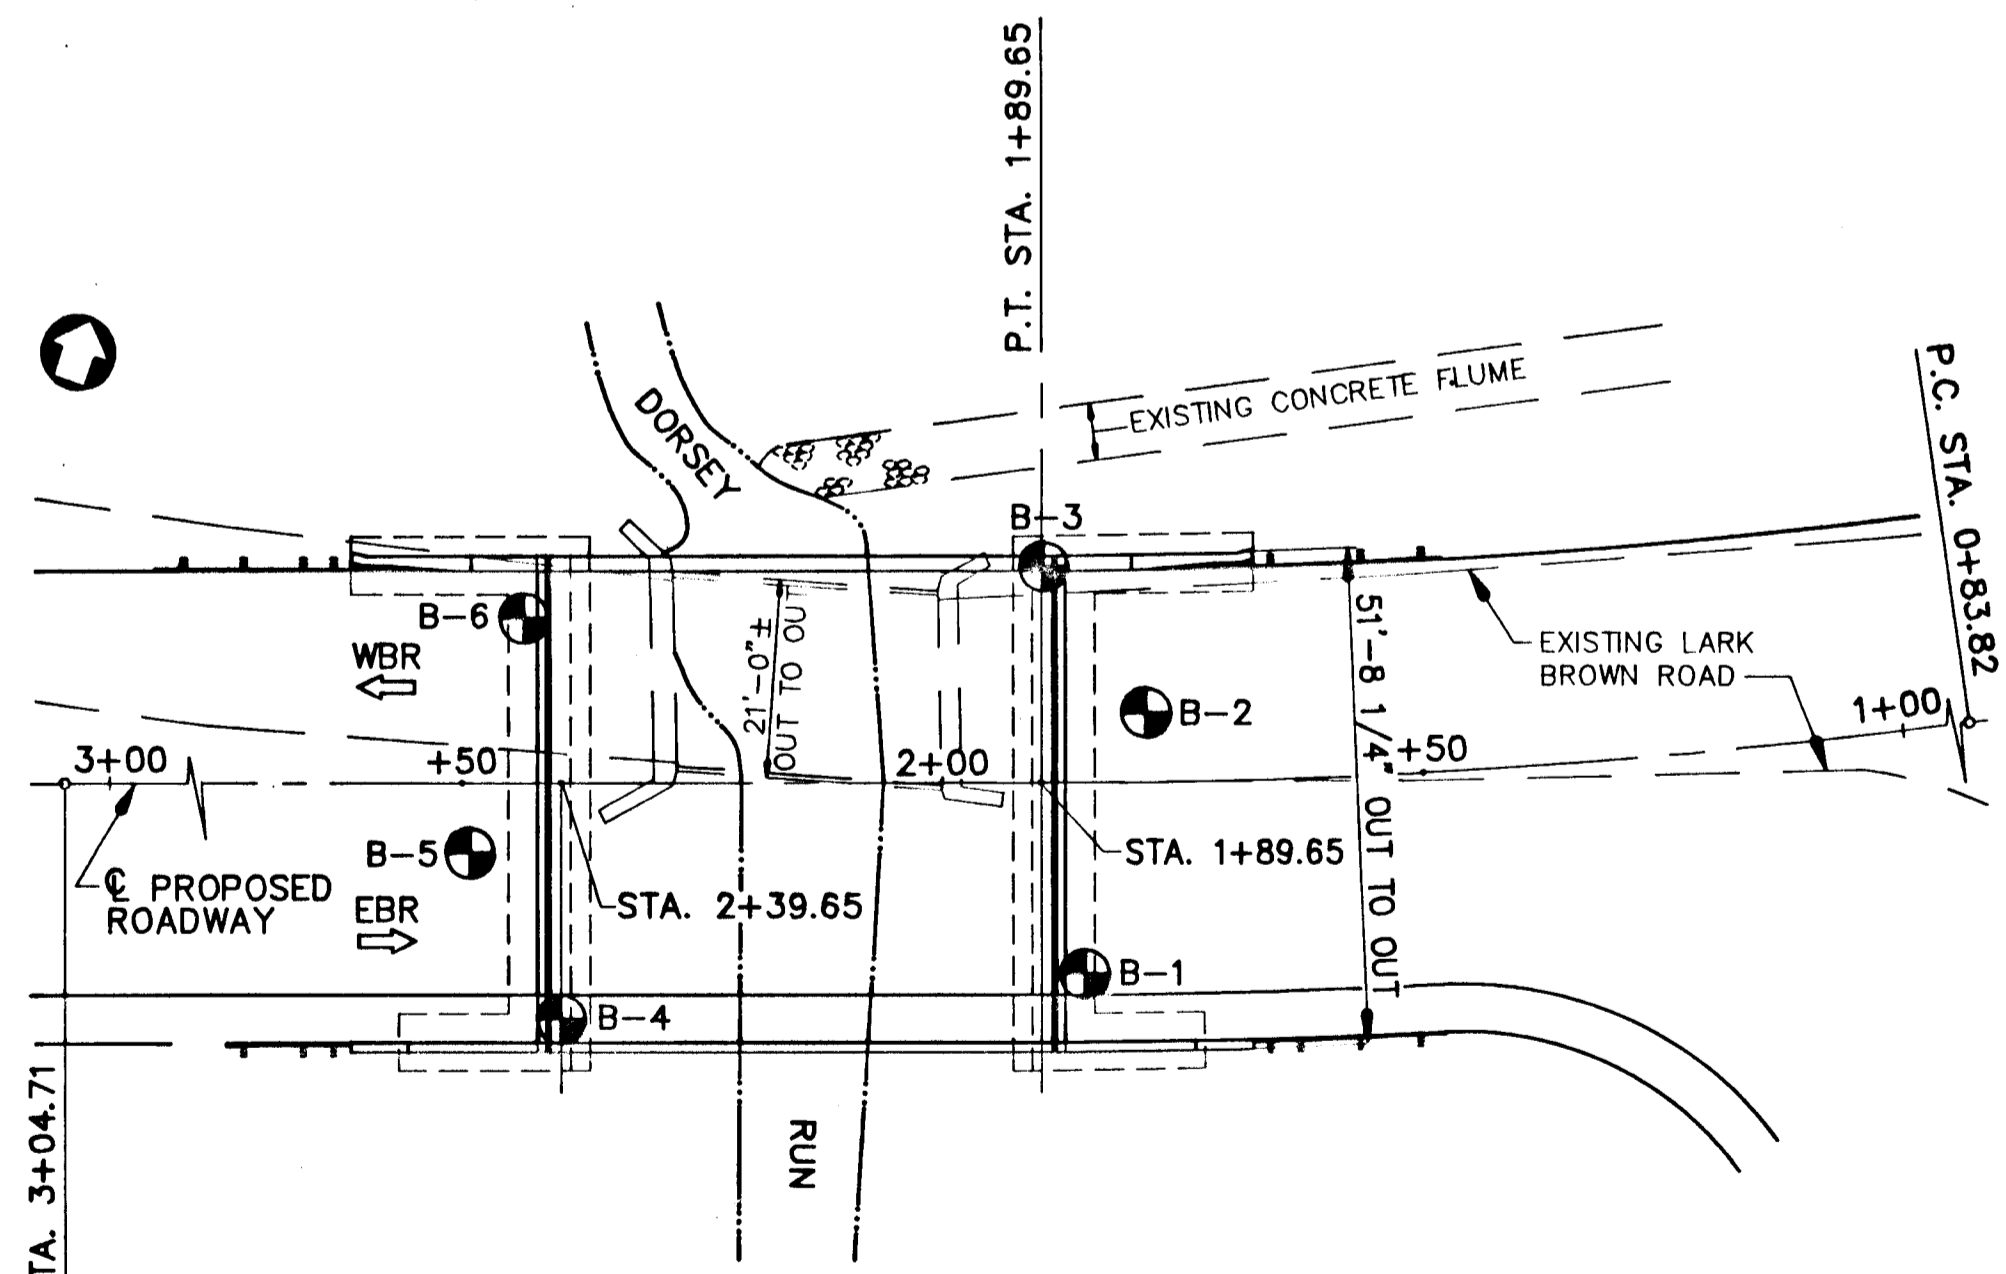 P.T. STA. 1+89.65
EXISTING CONCRETE FLUME
P.C. STA. 0+83.82
DORSEY
B-3
B-6
WBR
21'-0"±
OUT TO OUT
51'-8 1/4" OUT TO OUT
EXISTING LARK
BROWN ROAD
B-2
1+00
3+00
+50
2+00
+50
B-5
STA. 1+89.65
℄ PROPOSED
ROADWAY
EBR
STA. 2+39.65
B-1
B-4
RUN
TA. 3+04.71